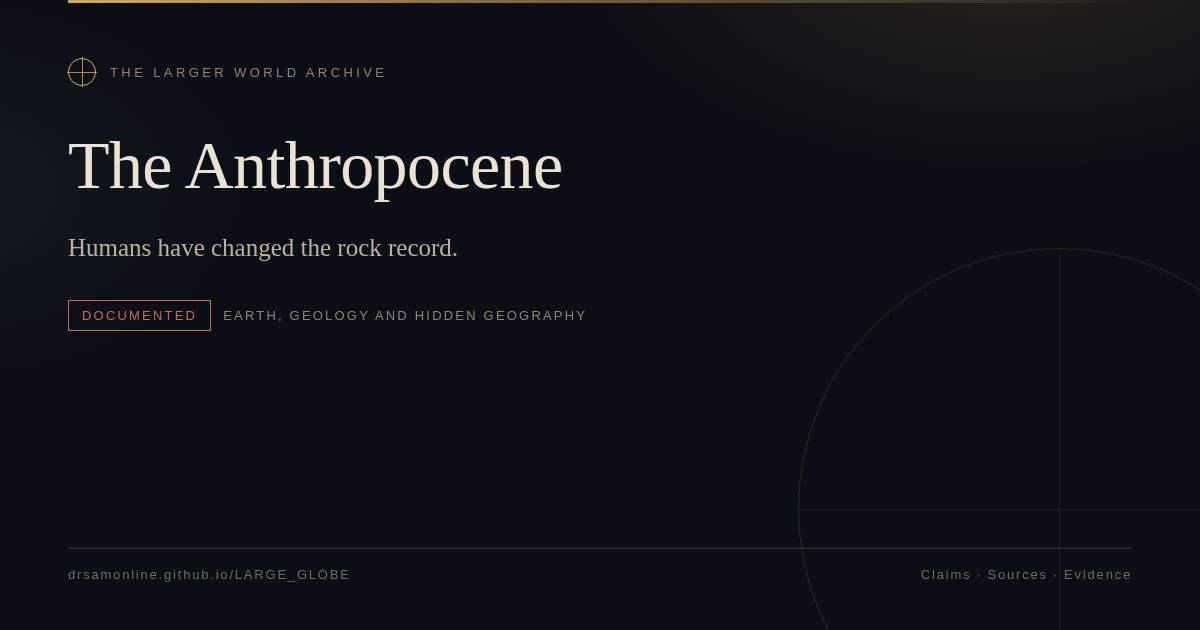 THE LARGER WORLD ARCHIVE
The Anthropocene
Humans have changed the rock record.
DOCUMENTED EARTH, GEOLOGY AND HIDDEN GEOGRAPHY
drsamonline.github.io/LARGE_GLOBE Claims · Sources · Evidence